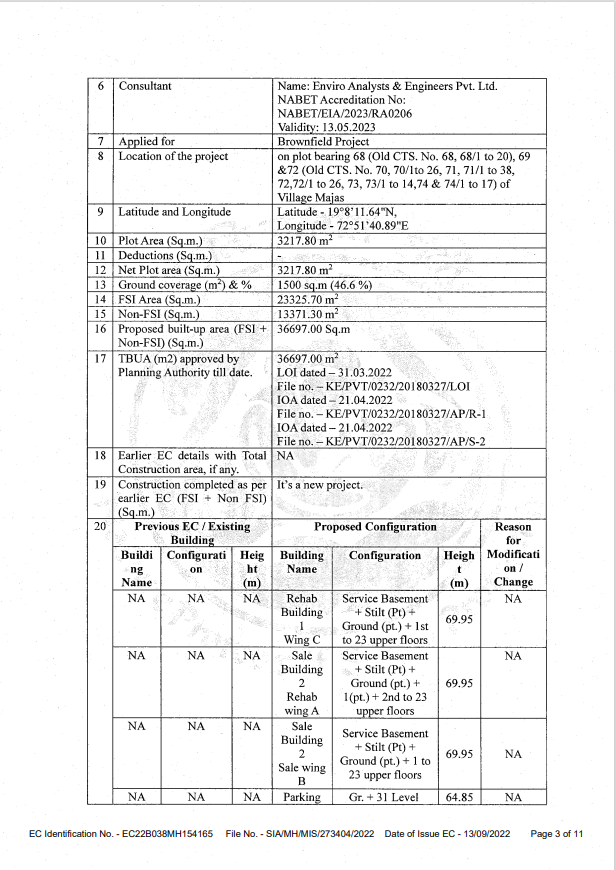 6 Consultant Name: Enviro Analysts & Engineers Pvt. Ltd.
NABET Accreditation No:
NABET/EIA/2023/RA0206
Validity: 13.05.2023
7 Applied for Brownfield Project
8 Location of the project on plot bearing 68 (Old CTS. No. 68, 68/1 to 20), 69
&72 (Old CTS. No. 70, 70/1to 26, 71, 71/1 to 38,
72,72/1 to 26, 73, 73/1 to 14,74 & 74/1 to 17) of
Village Majas
9 Latitude and Longitude Latitude - 19°8'11.64"N,
Longitude - 72°51'40.89"E
10 Plot Area (Sq.m.) 3217.80 m²
11 Deductions (Sq.m.) -
12 Net Plot area (Sq.m.) 3217.80 m²
13 Ground coverage (m²) & % 1500 sq.m (46.6 %)
14 FSI Area (Sq.m.) 23325.70 m²
15 Non-FSI (Sq.m.) 13371.30 m²
16 Proposed built-up area (FSI + 36697.00 Sq.m
Non-FSI) (Sq.m.)
17 TBUA (m2) approved by 36697.00 m²
Planning Authority till date. LOI dated – 31.03.2022
File no. – KE/PVT/0232/20180327/LOI
IOA dated – 21.04.2022
File no. – KE/PVT/0232/20180327/AP/R-1
IOA dated – 21.04.2022
File no. – KE/PVT/0232/20180327/AP/S-2
18 Earlier EC details with Total NA
Construction area, if any.
19 Construction completed as per It's a new project.
earlier EC (FSI + Non FSI)
(Sq.m.)
20 Previous EC / Existing Proposed Configuration Reason
Building for
Buildi Configurati Heig Building Configuration Heigh Modificati
ng on ht Name t on /
Name (m) (m) Change
NA NA NA Rehab Service Basement NA
Building + Stilt (Pt) +
1 Ground (pt.) + 1st 69.95
Wing C to 23 upper floors
NA NA NA Sale Service Basement NA
Building + Stilt (Pt) +
2 Ground (pt.) + 69.95
Rehab 1(pt.) + 2nd to 23
wing A upper floors
NA NA NA Sale Service Basement
Building + Stilt (Pt) +
2 Ground (pt.) + 1 to 69.95 NA
Sale wing 23 upper floors
B
NA NA NA Parking Gr. + 31 Level 64.85 NA
EC Identification No. - EC22B038MH154165 File No. - SIA/MH/MIS/273404/2022 Date of Issue EC - 13/09/2022 Page 3 of 11